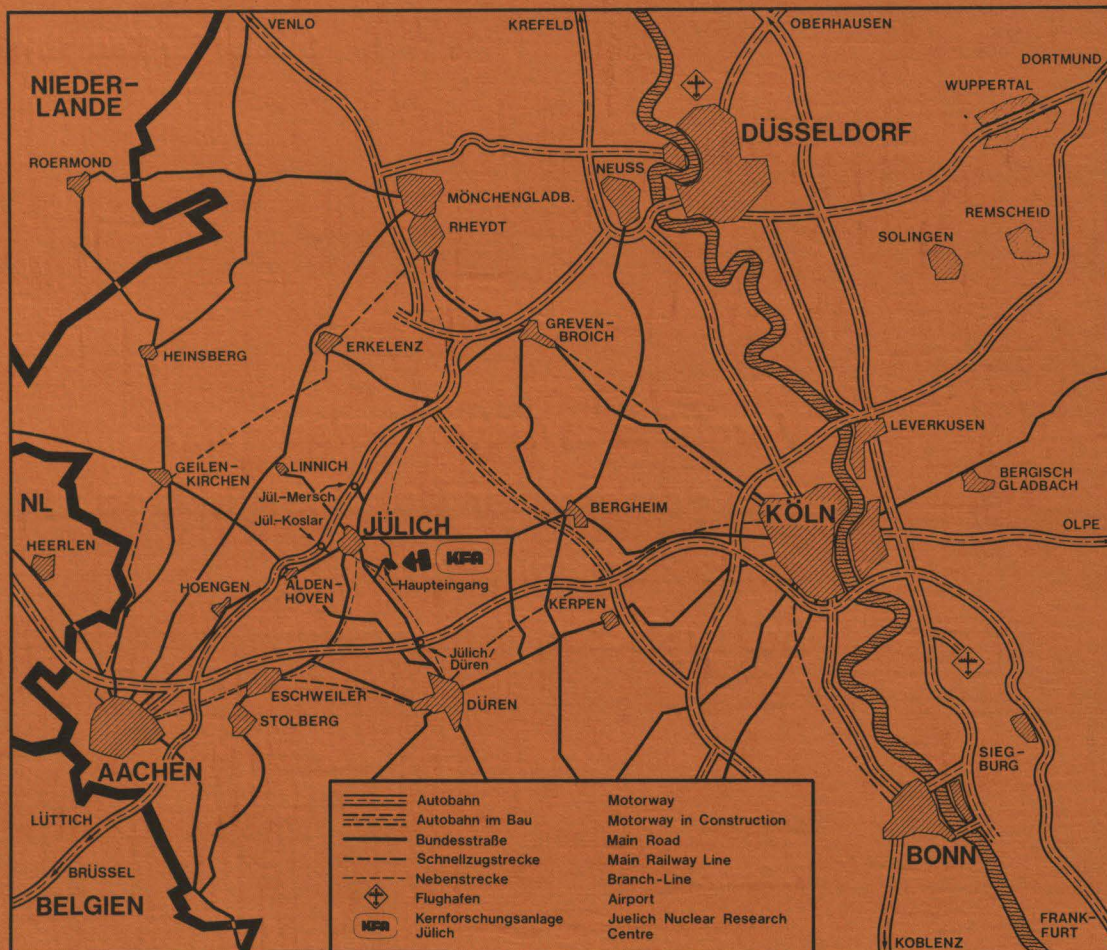 VENLO
KREFELD
OBERHAUSEN
DORTMUND
NIEDER-
LANDE
WUPPERTAL
DÜSSELDORF
ROERMOND
NEUSS
MÖNCHENGLADB.
REMSCHEID
RHEYDT
SOLINGEN
GREVEN-
BROICH
ERKELENZ
HEINSBERG
LEVERKUSEN
GEILEN-
KIRCHEN
LINNICH
BERGISCH
GLADBACH
Jül.-Mersch
NL
BERGHEIM
KÖLN
Jül.-Koslar
JÜLICH
OLPE
HEERLEN
KFA
Haupteingang
HOENGEN
ALDEN-
HOVEN
KERPEN
Jülich/
Düren
ESCHWEILER
DÜREN
STOLBERG
SIEG-
BURG
AACHEN
LÜTTICH
BONN
BRÜSSEL
BELGIEN
FRANK-
FURT
KOBLENZ
Autobahn Motorway
Autobahn im Bau Motorway in Construction
Bundesstraße Main Road
Schnellzugstrecke Main Railway Line
Nebenstrecke Branch-Line
Flughafen Airport
KFA Kernforschungsanlage Juelich Nuclear Research
Jülich Centre